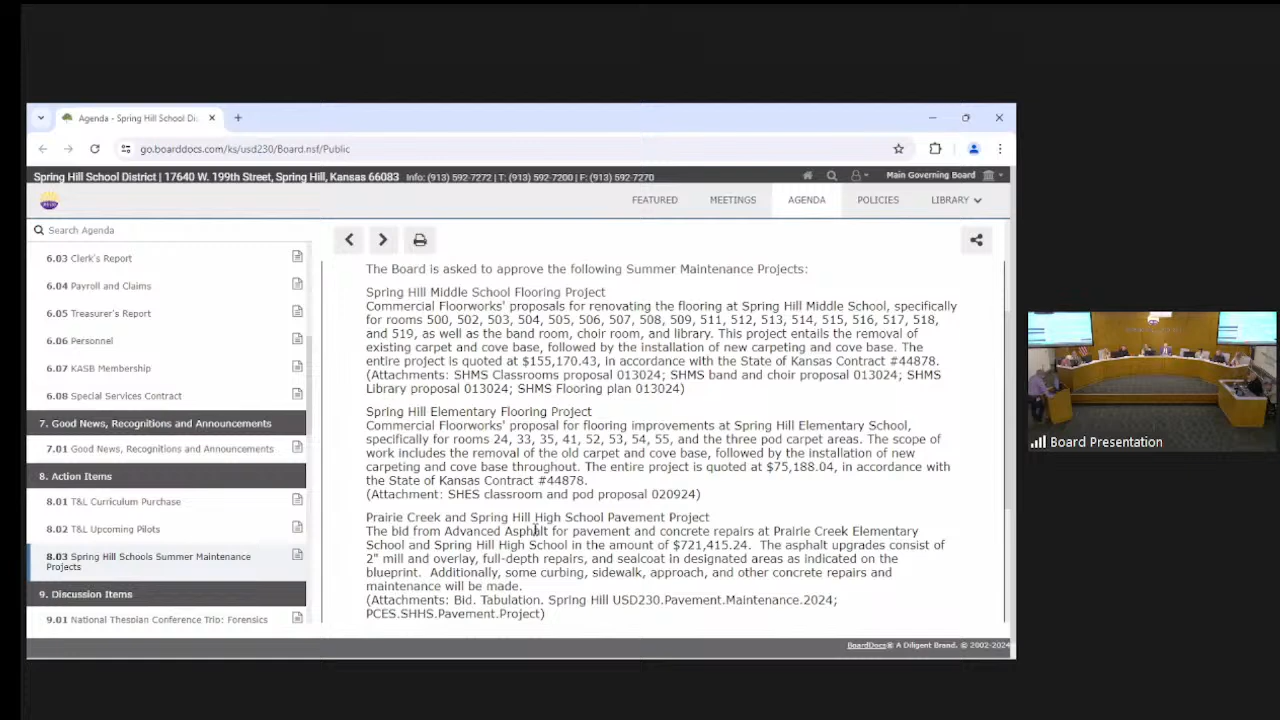 Agenda - Spring Hill School Di
go.boarddocs.com/ks/usd230/Board.nsf/Public
Spring Hill School District | 17640 W. 199th Street, Spring Hill, Kansas 66083 Info: (913) 592-7272 | T: (913) 592-7200 | F: (913) 592-7270
Main Governing Board
FEATURED MEETINGS AGENDA POLICIES LIBRARY
Search Agenda
6.03 Clerk's Report
6.04 Payroll and Claims
6.05 Treasurer's Report
6.06 Personnel
6.07 KASB Membership
6.08 Special Services Contract
7. Good News, Recognitions and Announcements
7.01 Good News, Recognitions and Announcements
8. Action Items
8.01 T&L Curriculum Purchase
8.02 T&L Upcoming Pilots
8.03 Spring Hill Schools Summer Maintenance
Projects
9. Discussion Items
9.01 National Thespian Conference Trip: Forensics
The Board is asked to approve the following Summer Maintenance Projects:
Spring Hill Middle School Flooring Project
Commercial Floorworks' proposals for renovating the flooring at Spring Hill Middle School, specifically
for rooms 500, 502, 503, 504, 505, 506, 507, 508, 509, 511, 512, 513, 514, 515, 516, 517, 518,
and 519, as well as the band room, choir room, and library. This project entails the removal of
existing carpet and cove base, followed by the installation of new carpeting and cove base. The
entire project is quoted at $155,170.43, in accordance with the State of Kansas Contract #44878.
(Attachments: SHMS Classrooms proposal 013024; SHMS band and choir proposal 013024; SHMS
Library proposal 013024; SHMS Flooring plan 013024)
Spring Hill Elementary Flooring Project
Commercial Floorworks' proposal for flooring improvements at Spring Hill Elementary School,
specifically for rooms 24, 33, 35, 41, 52, 53, 54, 55, and the three pod carpet areas. The scope of
work includes the removal of the old carpet and cove base, followed by the installation of new
carpeting and cove base throughout. The entire project is quoted at $75,188.04, in accordance with
the State of Kansas Contract #44878.
(Attachment: SHES classroom and pod proposal 020924)
Prairie Creek and Spring Hill High School Pavement Project
The bid from Advanced Asphalt for pavement and concrete repairs at Prairie Creek Elementary
School and Spring Hill High School in the amount of $721,415.24. The asphalt upgrades consist of
2" mill and overlay, full-depth repairs, and sealcoat in designated areas as indicated on the
blueprint. Additionally, some curbing, sidewalk, approach, and other concrete repairs and
maintenance will be made.
(Attachments: Bid. Tabulation. Spring Hill USD230.Pavement.Maintenance.2024;
PCES.SHHS.Pavement.Project)
BoardDocs® A Diligent Brand. © 2002-2024
Board Presentation